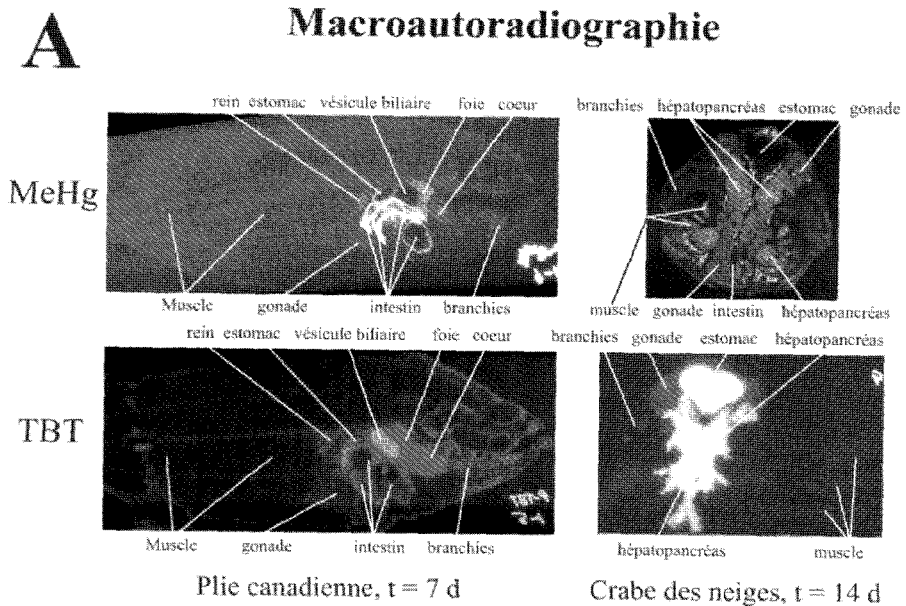 A
Macroautoradiographie
rein estomac vésicule biliaire foie coeur
branchies hépatopancréas estomac gonade
MeHg
Muscle gonade intestin branchies
muscle gonade intestin hépatopancréas
rein estomac vésicule biliaire foie coeur
branchies gonade estomac hépatopancréas
TBT
Muscle gonade intestin branchies
hépatopancréas muscle
Plie canadienne, t = 7 d
Crabe des neiges, t = 14 d